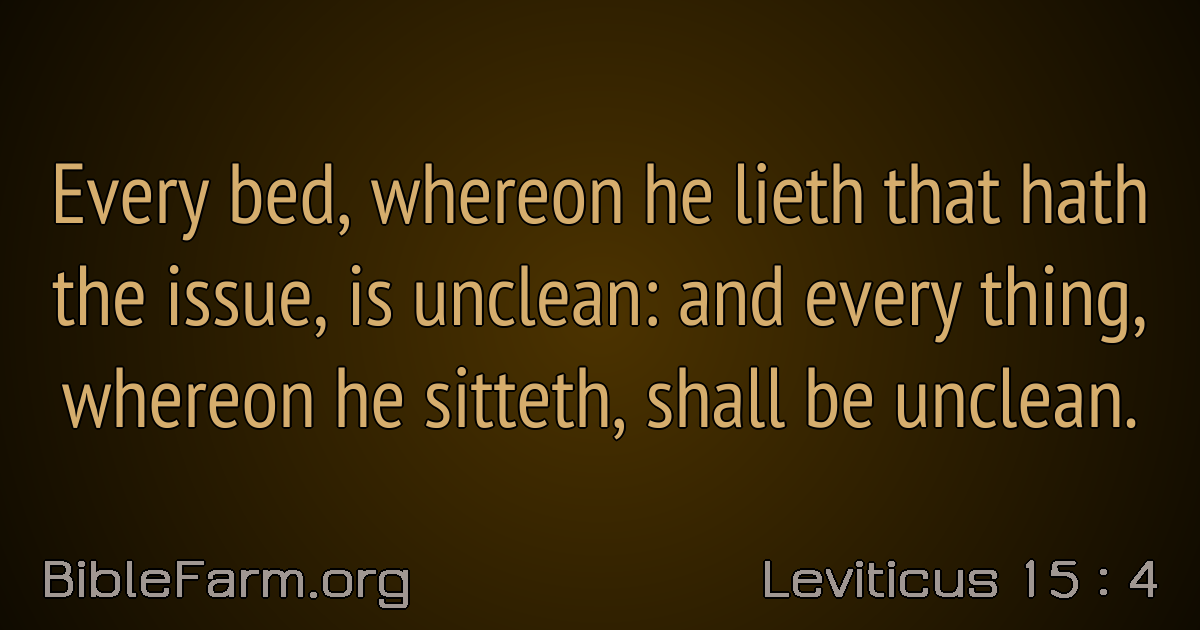 Every bed, whereon he lieth that hath
the issue, is unclean: and every thing,
whereon he sitteth, shall be unclean.
BibleFarm.org
Leviticus 15 : 4